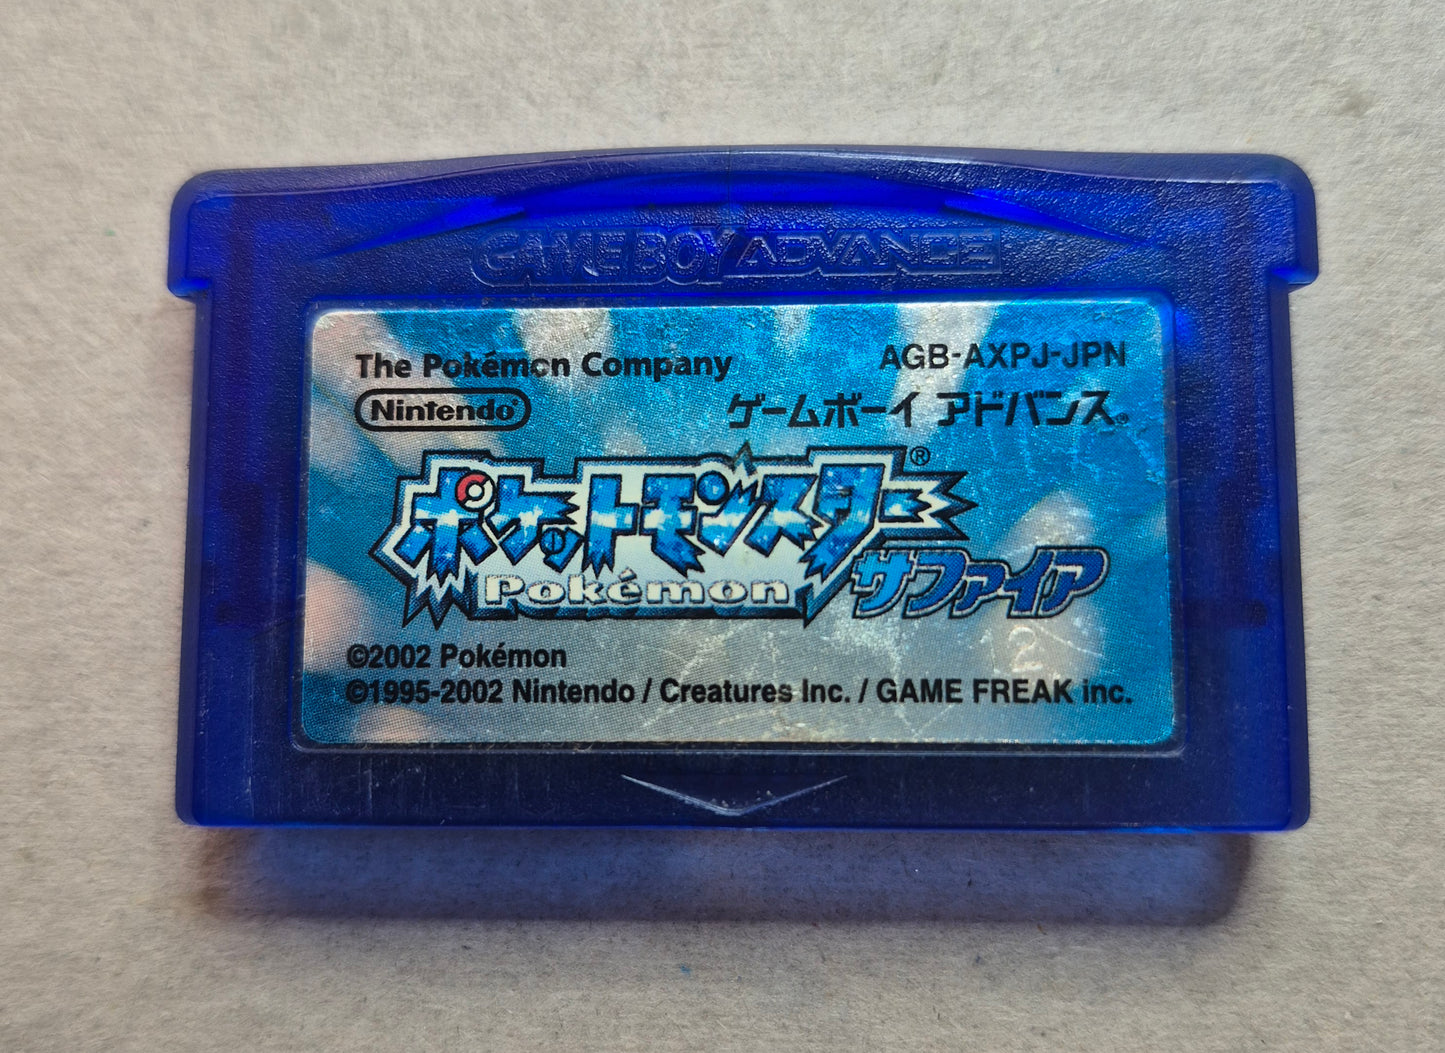 GAME BOY ADVANCE
The Pokémon Company
AGB-AXPJ-JPN
Nintendo®
ゲームボーイ アドバンス®
ポケットモンスター®
Pokémon
サファイア
2
©2002 Pokémon
©1995-2002 Nintendo / Creatures Inc. / GAME FREAK inc.